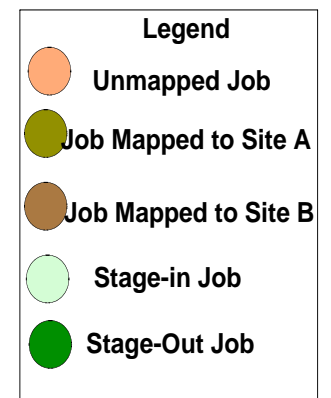 Legend
Unmapped Job
Job Mapped to Site A
Job Mapped to Site B
Stage-in Job
Stage-Out Job